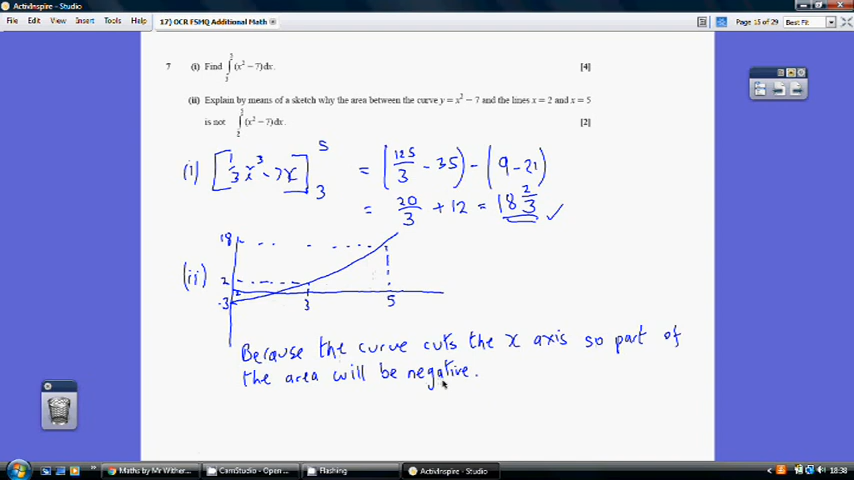 ActivInspire - Studio
File Edit View Insert Tools Help
17) OCR FSMQ Additional Math...
Page 15 of 29
Best Fit
7 (i) Find ∫ (x² − 7) dx. [4]
(ii) Explain by means of a sketch why the area between the curve y = x² − 7 and the lines x = 2 and x = 5
is not ∫ (x² − 7) dx. [2]
(i) [1/3 x³ - 7x]₃⁵ = (125/3 - 35) - (9 - 21)
= 20/3 + 12 = 18 2/3 ✓
(ii)
18
2
-3
2
3
5
Because the curve cuts the x axis so part of
the area will be negative.
Start
Maths by Mr Wither...
CamStudio - Open ...
Flashing
ActivInspire - Studio
18:38